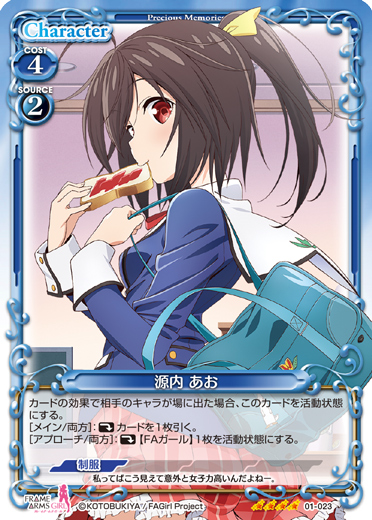 Precious Memories
Character
COST
4
SOURCE
2
源内 あお
カードの効果で相手のキャラが場に出た場合、このカードを活動状態
にする。
[メイン/両方]：カードを1枚引く。
[アプローチ/両方]：【FAガール】1枚を活動状態にする。
制服
私ってばこう見えて意外と女子力高いんだよねー。
FRAME ARMS GIRL
©KOTOBUKIYA / FAGirl Project
01-023